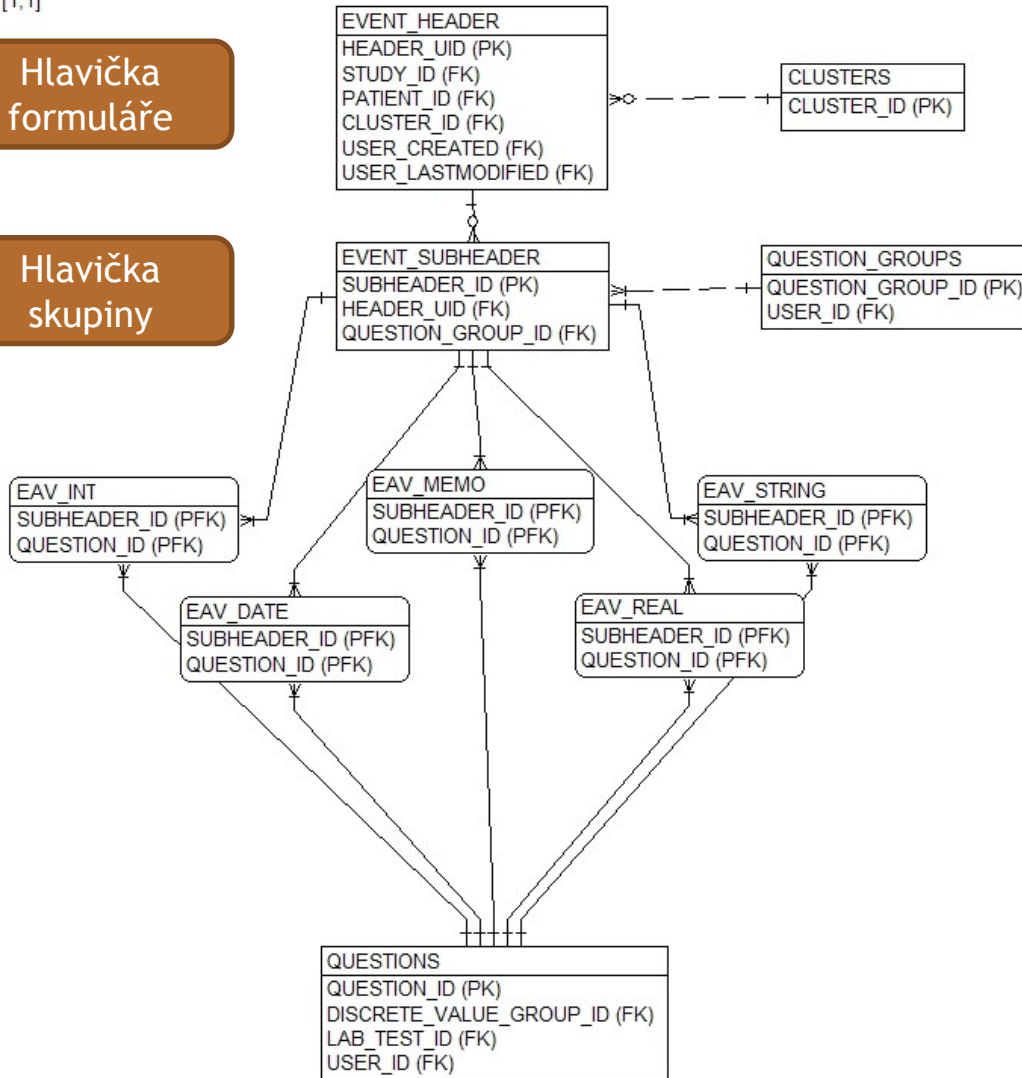 [1,1]
Hlavička
formuláře
EVENT_HEADER
HEADER_UID (PK)
STUDY_ID (FK)
PATIENT_ID (FK)
CLUSTER_ID (FK)
USER_CREATED (FK)
USER_LASTMODIFIED (FK)
CLUSTERS
CLUSTER_ID (PK)
Hlavička
skupiny
EVENT_SUBHEADER
SUBHEADER_ID (PK)
HEADER_UID (FK)
QUESTION_GROUP_ID (FK)
QUESTION_GROUPS
QUESTION_GROUP_ID (PK)
USER_ID (FK)
EAV_INT
SUBHEADER_ID (PFK)
QUESTION_ID (PFK)
EAV_MEMO
SUBHEADER_ID (PFK)
QUESTION_ID (PFK)
EAV_STRING
SUBHEADER_ID (PFK)
QUESTION_ID (PFK)
EAV_DATE
SUBHEADER_ID (PFK)
QUESTION_ID (PFK)
EAV_REAL
SUBHEADER_ID (PFK)
QUESTION_ID (PFK)
QUESTIONS
QUESTION_ID (PK)
DISCRETE_VALUE_GROUP_ID (FK)
LAB_TEST_ID (FK)
USER_ID (FK)